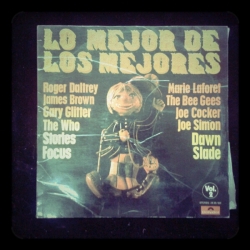 LO MEJOR DE
LOS MEJORES
Roger Daltrey
James Brown
Gary Glitter
The Who
Stories
Focus
Marie Laforet
The Bee Gees
Joe Cocker
Joe Simon
Dawn
Slade
Vol.